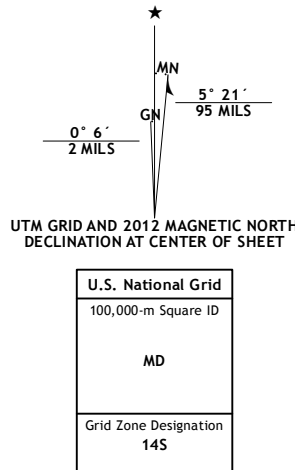 MN
GN
5° 21´
95 MILS
0° 6´
2 MILS
UTM GRID AND 2012 MAGNETIC NORTH
DECLINATION AT CENTER OF SHEET
U.S. National Grid
100,000-m Square ID
MD
Grid Zone Designation
14S